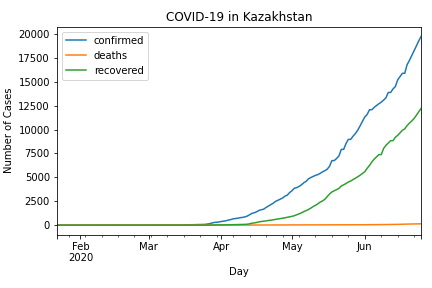 COVID-19 in Kazakhstan
confirmed
deaths
recovered
Number of Cases
20000
17500
15000
12500
10000
7500
5000
2500
0
Feb
2020
Mar
Apr
May
Jun
Day